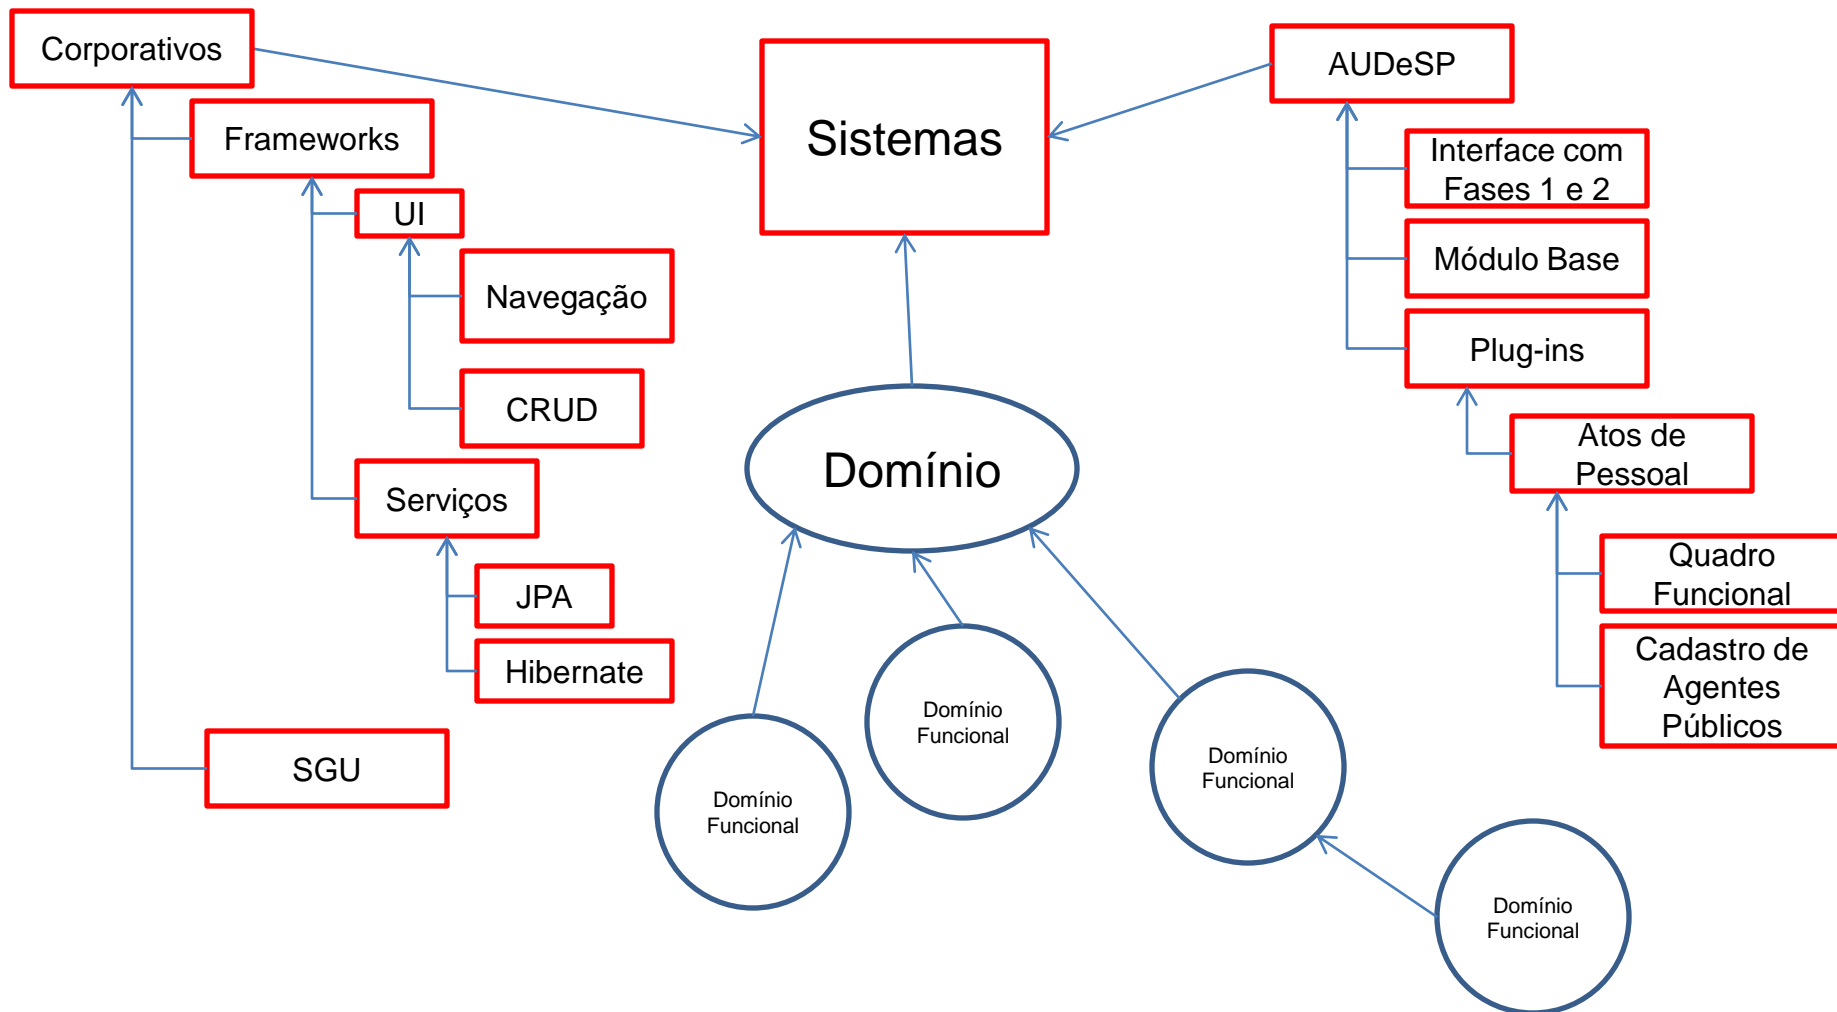 Corporativos
Frameworks
UI
Navegação
CRUD
Serviços
JPA
Hibernate
SGU
Sistemas
Domínio
Domínio
Funcional
Domínio
Funcional
Domínio
Funcional
Domínio
Funcional
AUDeSP
Interface com
Fases 1 e 2
Módulo Base
Plug-ins
Atos de
Pessoal
Quadro
Funcional
Cadastro de
Agentes
Públicos